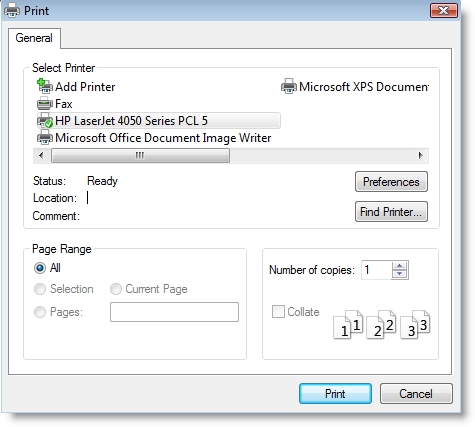 Print
General
Select Printer
Add Printer
Microsoft XPS Document
Fax
HP LaserJet 4050 Series PCL 5
Microsoft Office Document Image Writer
Status: Ready
Preferences
Location:
Comment:
Find Printer...
Page Range
All
Selection
Current Page
Pages:
Number of copies: 1
Collate
1 1 2 2 3 3
Print
Cancel